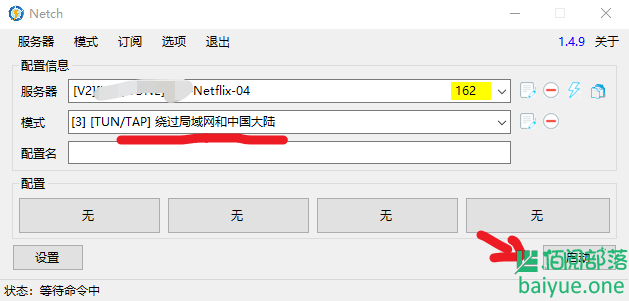 Netch
服务器 模式 订阅 选项 退出 1.4.9 关于
配置信息
服务器 [V2][ Netflix-04 162
模式 [3] [TUN/TAP] 绕过局域网和中国大陆
配置名
配置
无 无 无 无
设置 启动
佰阅部落
baiyue.one
状态：等待命令中